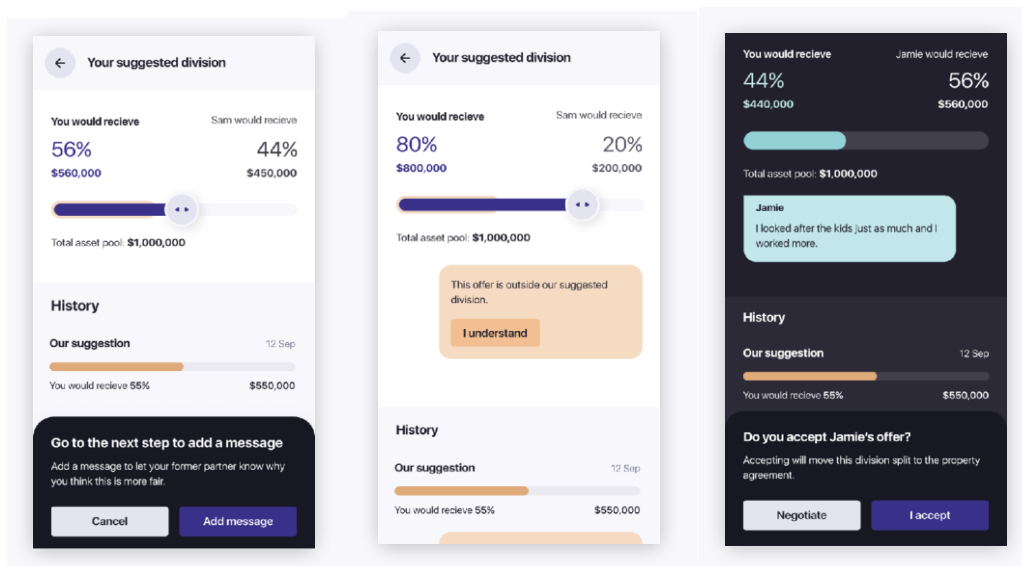 Your suggested division
You would recieve
Sam would recieve
56%
44%
$560,000
$450,000
Total asset pool: $1,000,000
History
Our suggestion
12 Sep
You would recieve 55%
$550,000
Go to the next step to add a message
Add a message to let your former partner know why
you think this is more fair.
Cancel
Add message
Your suggested division
You would recieve
Sam would recieve
80%
20%
$800,000
$200,000
Total asset pool: $1,000,000
This offer is outside our suggested
division.
I understand
History
Our suggestion
12 Sep
You would recieve 55%
$550,000
You would recieve
Jamie would recieve
44%
56%
$440,000
$560,000
Total asset pool: $1,000,000
Jamie
I looked after the kids just as much and I
worked more.
History
Our suggestion
12 Sep
You would recieve 55%
$550,000
Do you accept Jamie's offer?
Accepting will move this division split to the property
agreement.
Negotiate
I accept